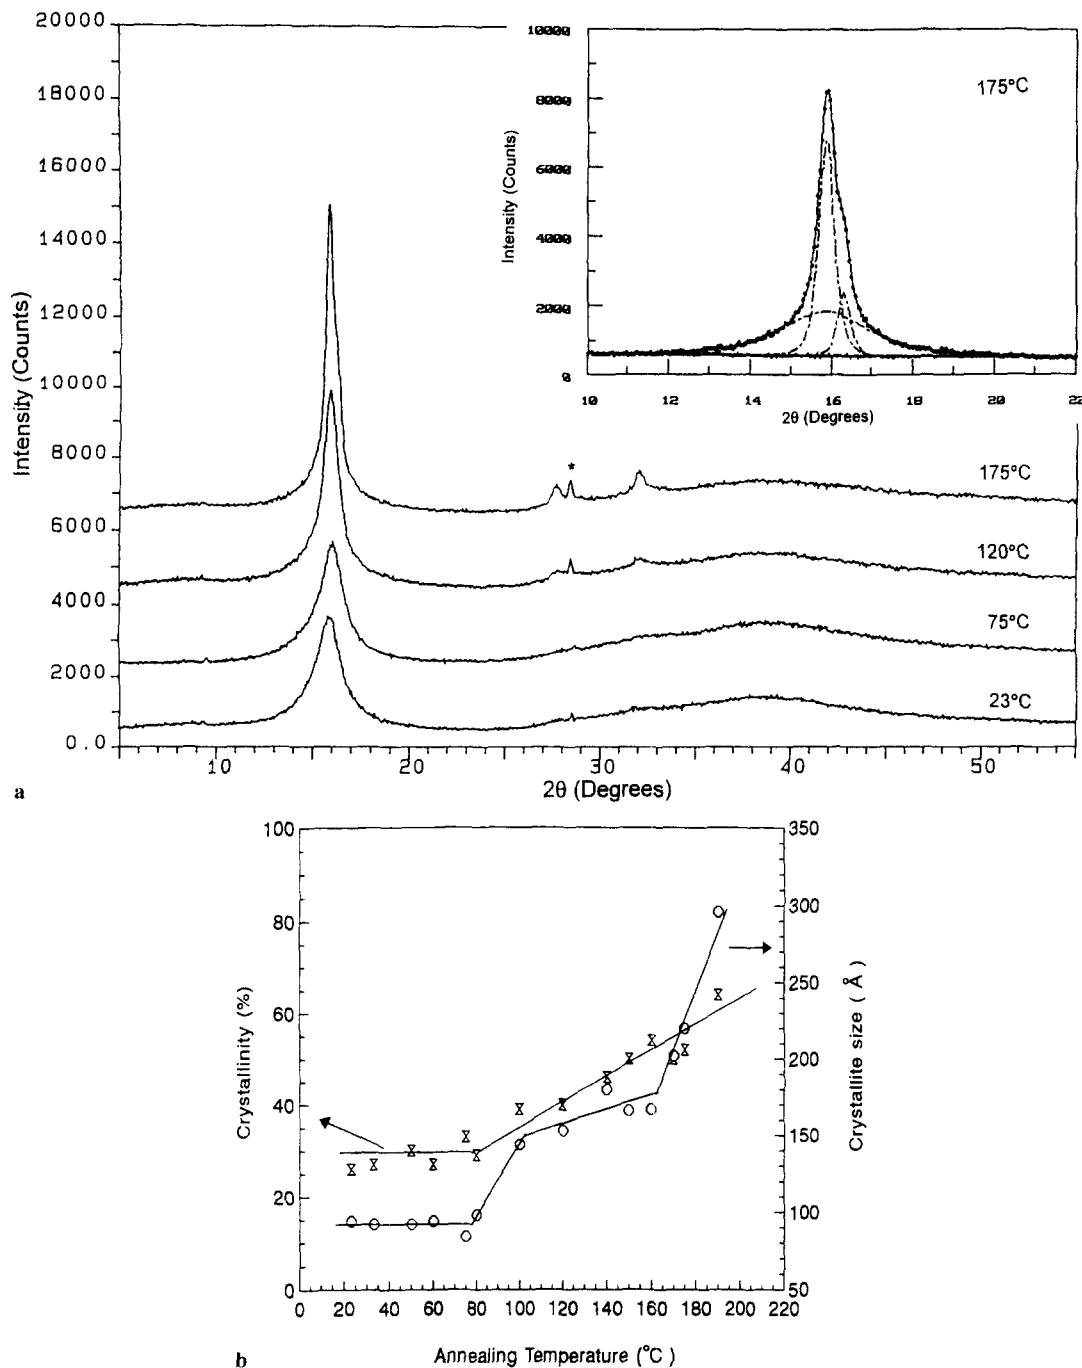 20000
18000
16000
14000
12000
10000
8000
6000
4000
2000
0.0
Intensity (Counts)
10000
8000
6000
4000
2000
0
Intensity (Counts)
175°C
10
12
14
16
18
20
22
2θ (Degrees)
*
175°C
120°C
75°C
23°C
10
20
30
40
50
2θ (Degrees)
a
100
80
60
40
20
0
Crystallinity (%)
350
300
250
200
150
100
50
Crystallite size ( Å )
0 20 40 60 80 100 120 140 160 180 200 220
Annealing Temperature (°C )
b